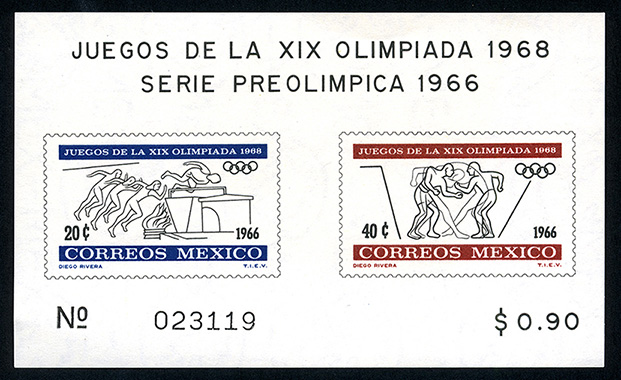 JUEGOS DE LA XIX OLIMPIADA 1968
SERIE PREOLIMPICA 1966
JUEGOS DE LA XIX OLIMPIADA 1968
20 ¢
1966
CORREOS MEXICO
DIEGO RIVERA
T.I.E.V.
JUEGOS DE LA XIX OLIMPIADA 1968
40 ¢
1966
CORREOS MEXICO
DIEGO RIVERA
T.I.E.V.
Nº 023119
$ 0.90